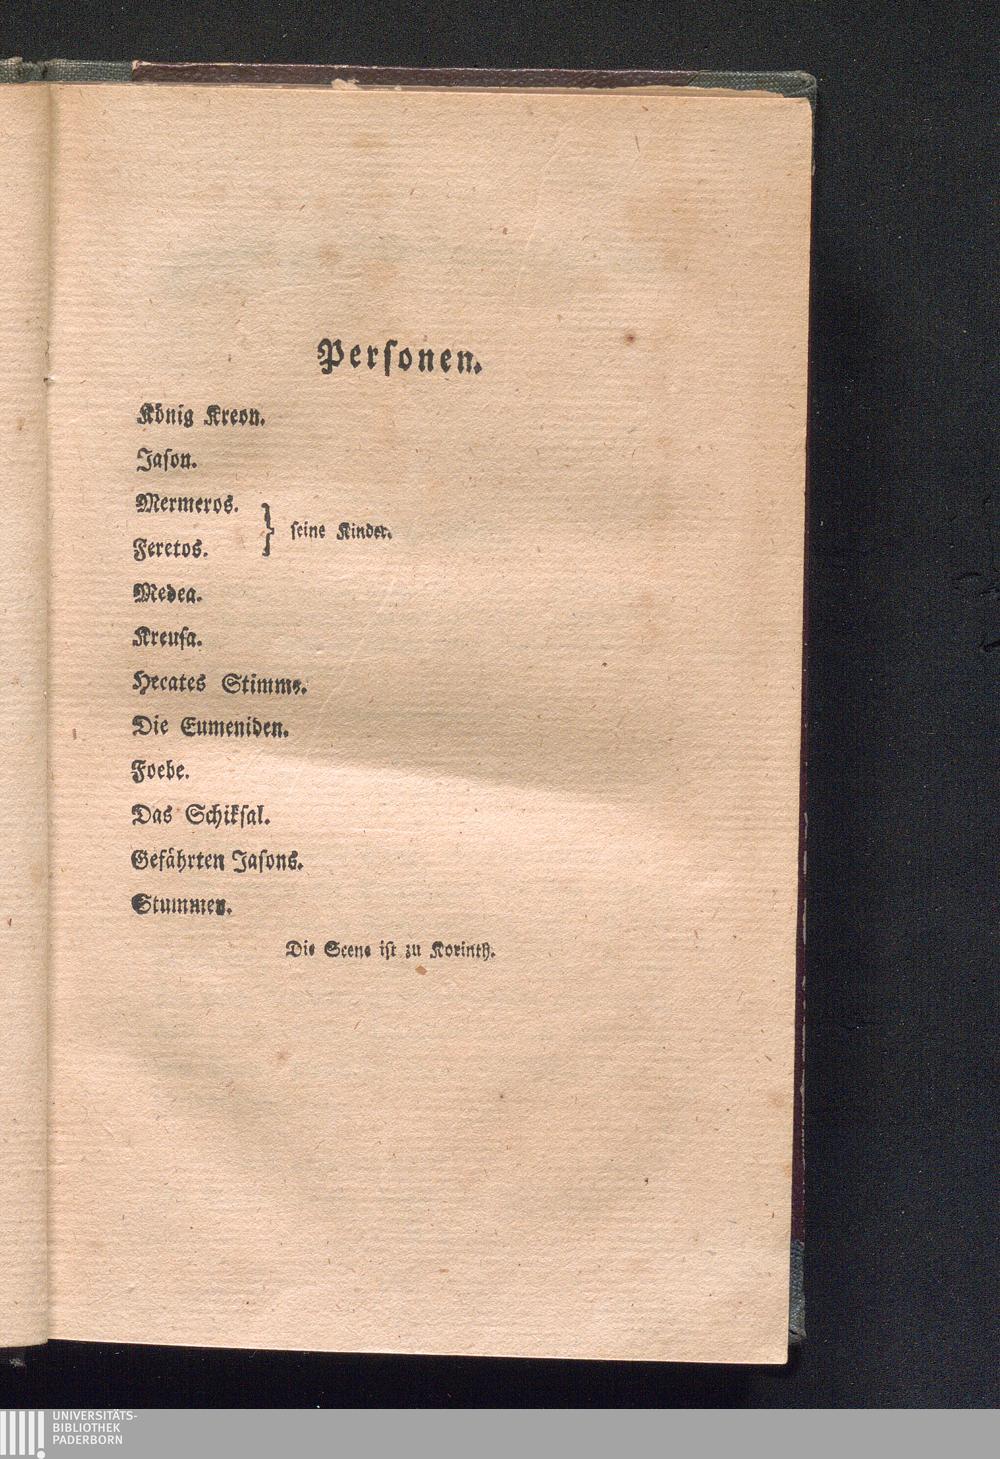 Personen.
König Kreon.
Jason.
Mermeros.
Feretos.
} seine Kinder.
Medea.
Kreusa.
Hecates Stimme.
Die Eumeniden.
Foebe.
Das Schiksal.
Gefährten Jasons.
Stummen.
Die Scene ist zu Korinth.
UNIVERSITÄTS-
BIBLIOTHEK
PADERBORN